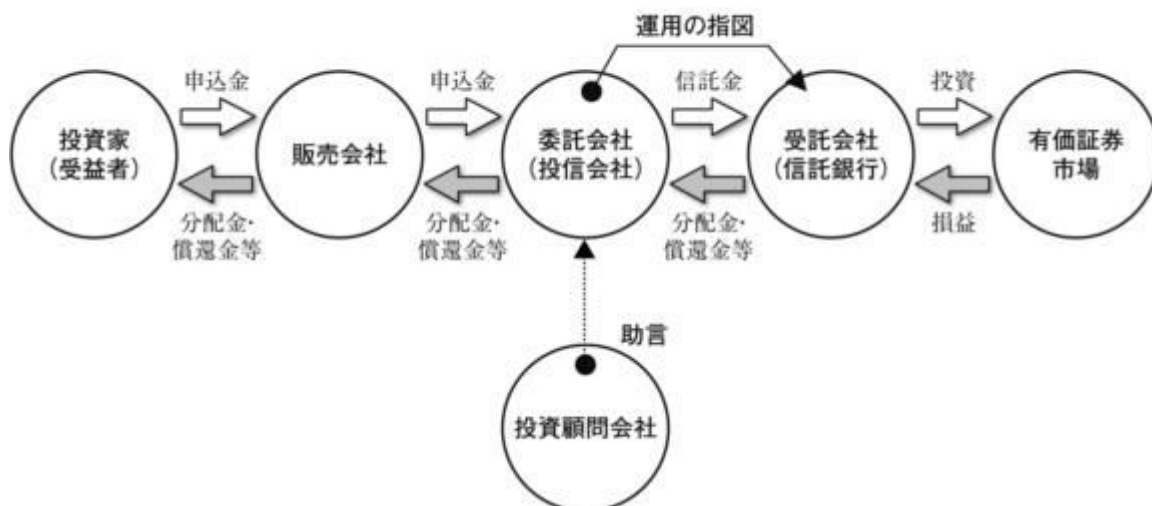 運用の指図
申込金
申込金
信託金
投資
投資家
(受益者)
販売会社
委託会社
(投信会社)
受託会社
(信託銀行)
有価証券
市場
分配金・
償還金等
分配金・
償還金等
分配金・
償還金等
損益
助言
投資顧問会社